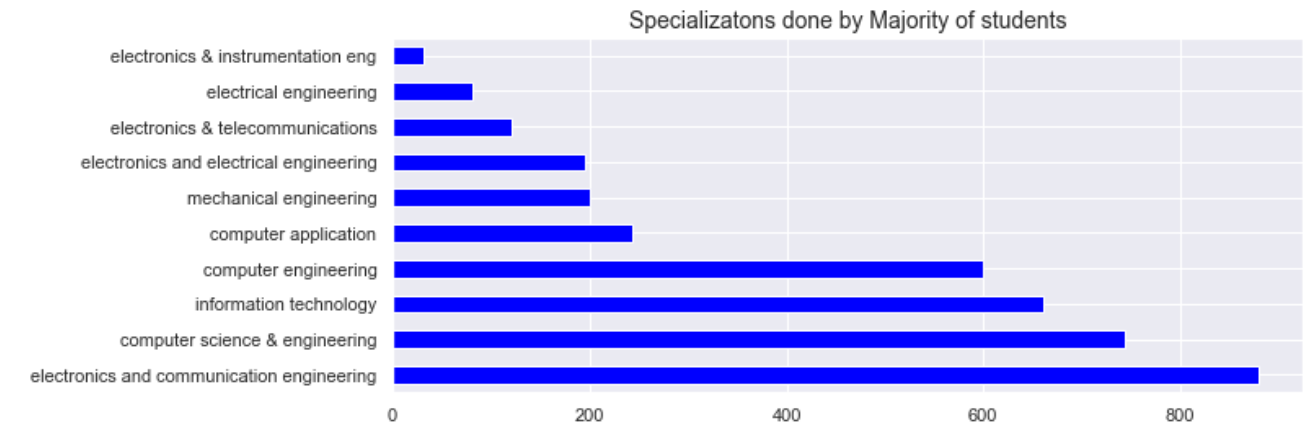 Specializatons done by Majority of students
electronics & instrumentation eng
electrical engineering
electronics & telecommunications
electronics and electrical engineering
mechanical engineering
computer application
computer engineering
information technology
computer science & engineering
electronics and communication engineering
0 200 400 600 800